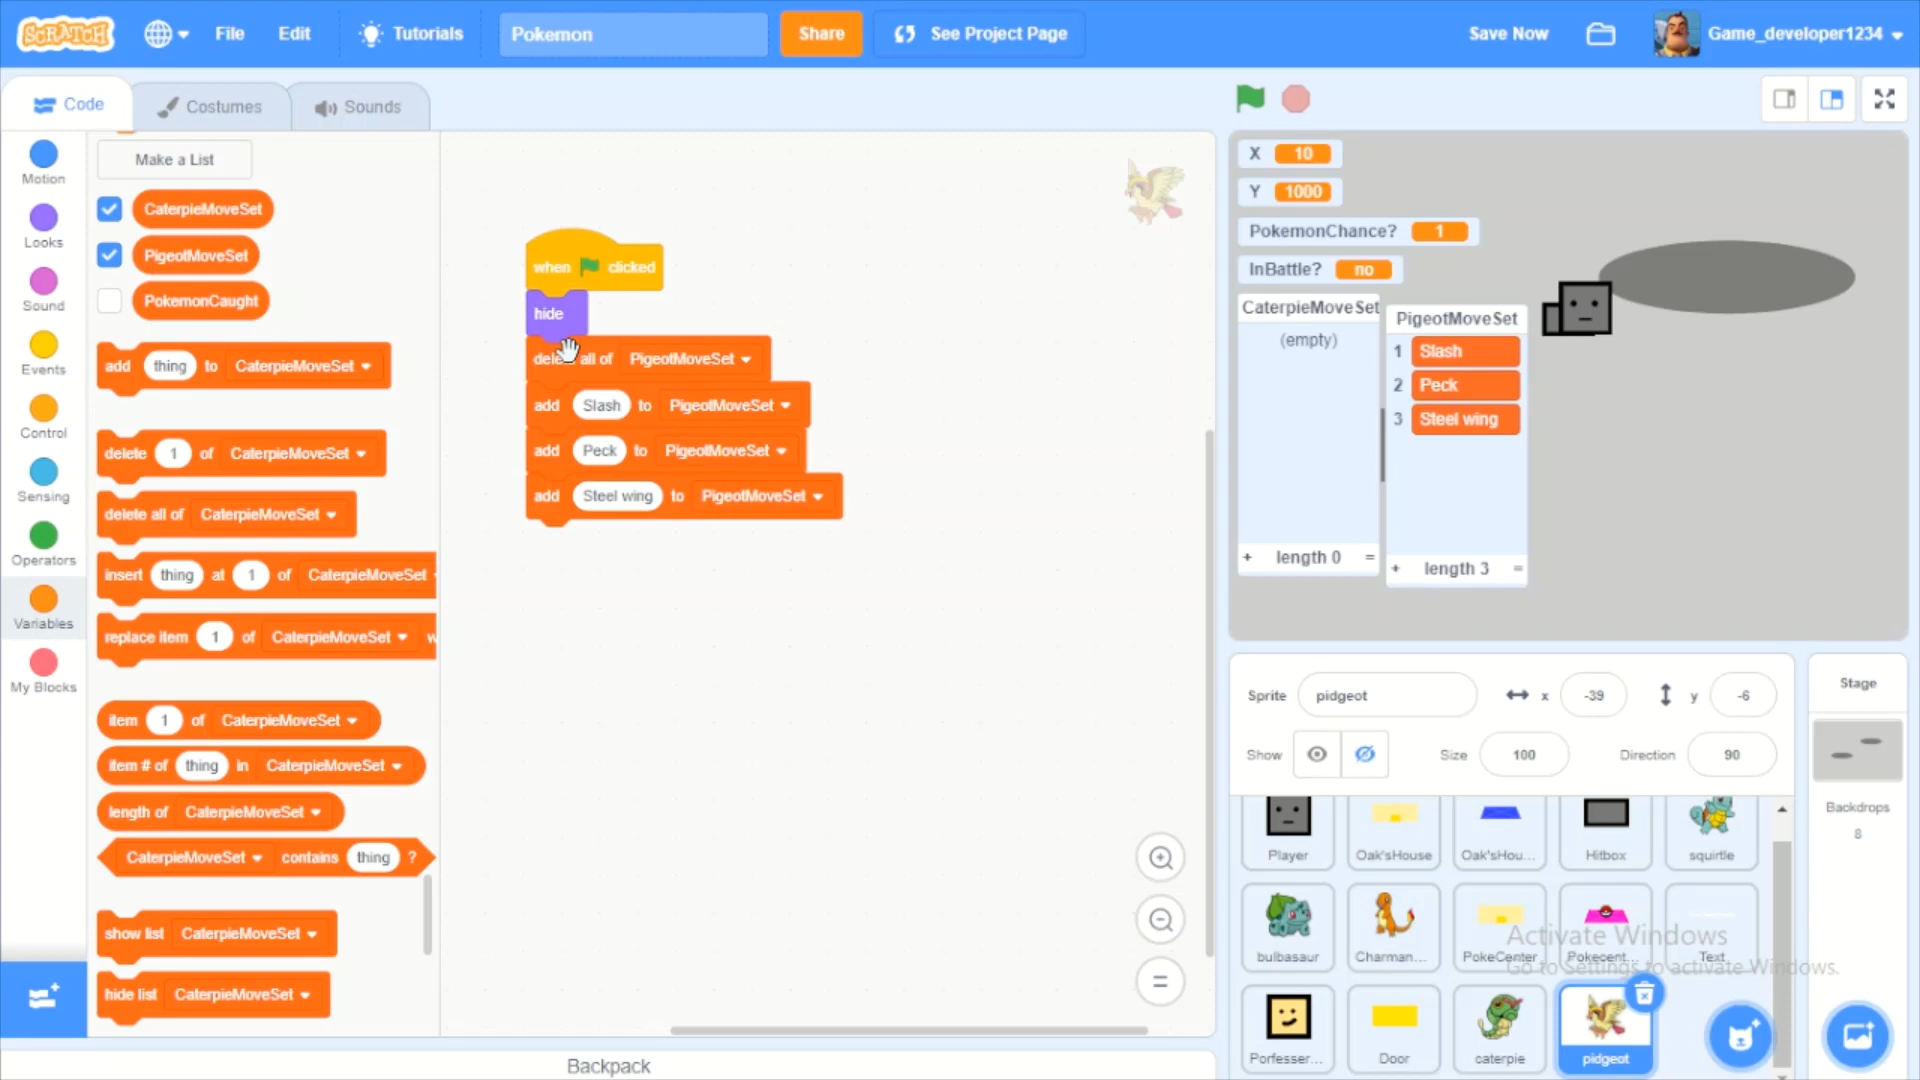 SCRATCH File Edit Tutorials Pokemon Share See Project Page Save Now Game_developer1234
Code Costumes Sounds
Motion
Looks
Sound
Events
Control
Sensing
Operators
Variables
My Blocks
Make a List
CaterpieMoveSet
PigeotMoveSet
PokemonCaught
add thing to CaterpieMoveSet
delete 1 of CaterpieMoveSet
delete all of CaterpieMoveSet
insert thing at 1 of CaterpieMoveSet
replace item 1 of CaterpieMoveSet w
item 1 of CaterpieMoveSet
item # of thing in CaterpieMoveSet
length of CaterpieMoveSet
CaterpieMoveSet contains thing ?
show list CaterpieMoveSet
hide list CaterpieMoveSet
when clicked
hide
delete all of PigeotMoveSet
add Slash to PigeotMoveSet
add Peck to PigeotMoveSet
add Steel wing to PigeotMoveSet
Backpack
X 10
Y 1000
PokemonChance? 1
InBattle? no
CaterpieMoveSet
(empty)
+ length 0 =
PigeotMoveSet
1 Slash
2 Peck
3 Steel wing
+ length 3 =
Sprite pidgeot x -39 y -6
Show Size 100 Direction 90
Player Oak'sHouse Oak'sHou... Hitbox squirtle
bulbasaur Charman... PokeCenter Pokecent... Text
Porfesser... Door caterpie pidgeot
Stage
Backdrops
8
Activate Windows
Go to Settings to activate Windows.